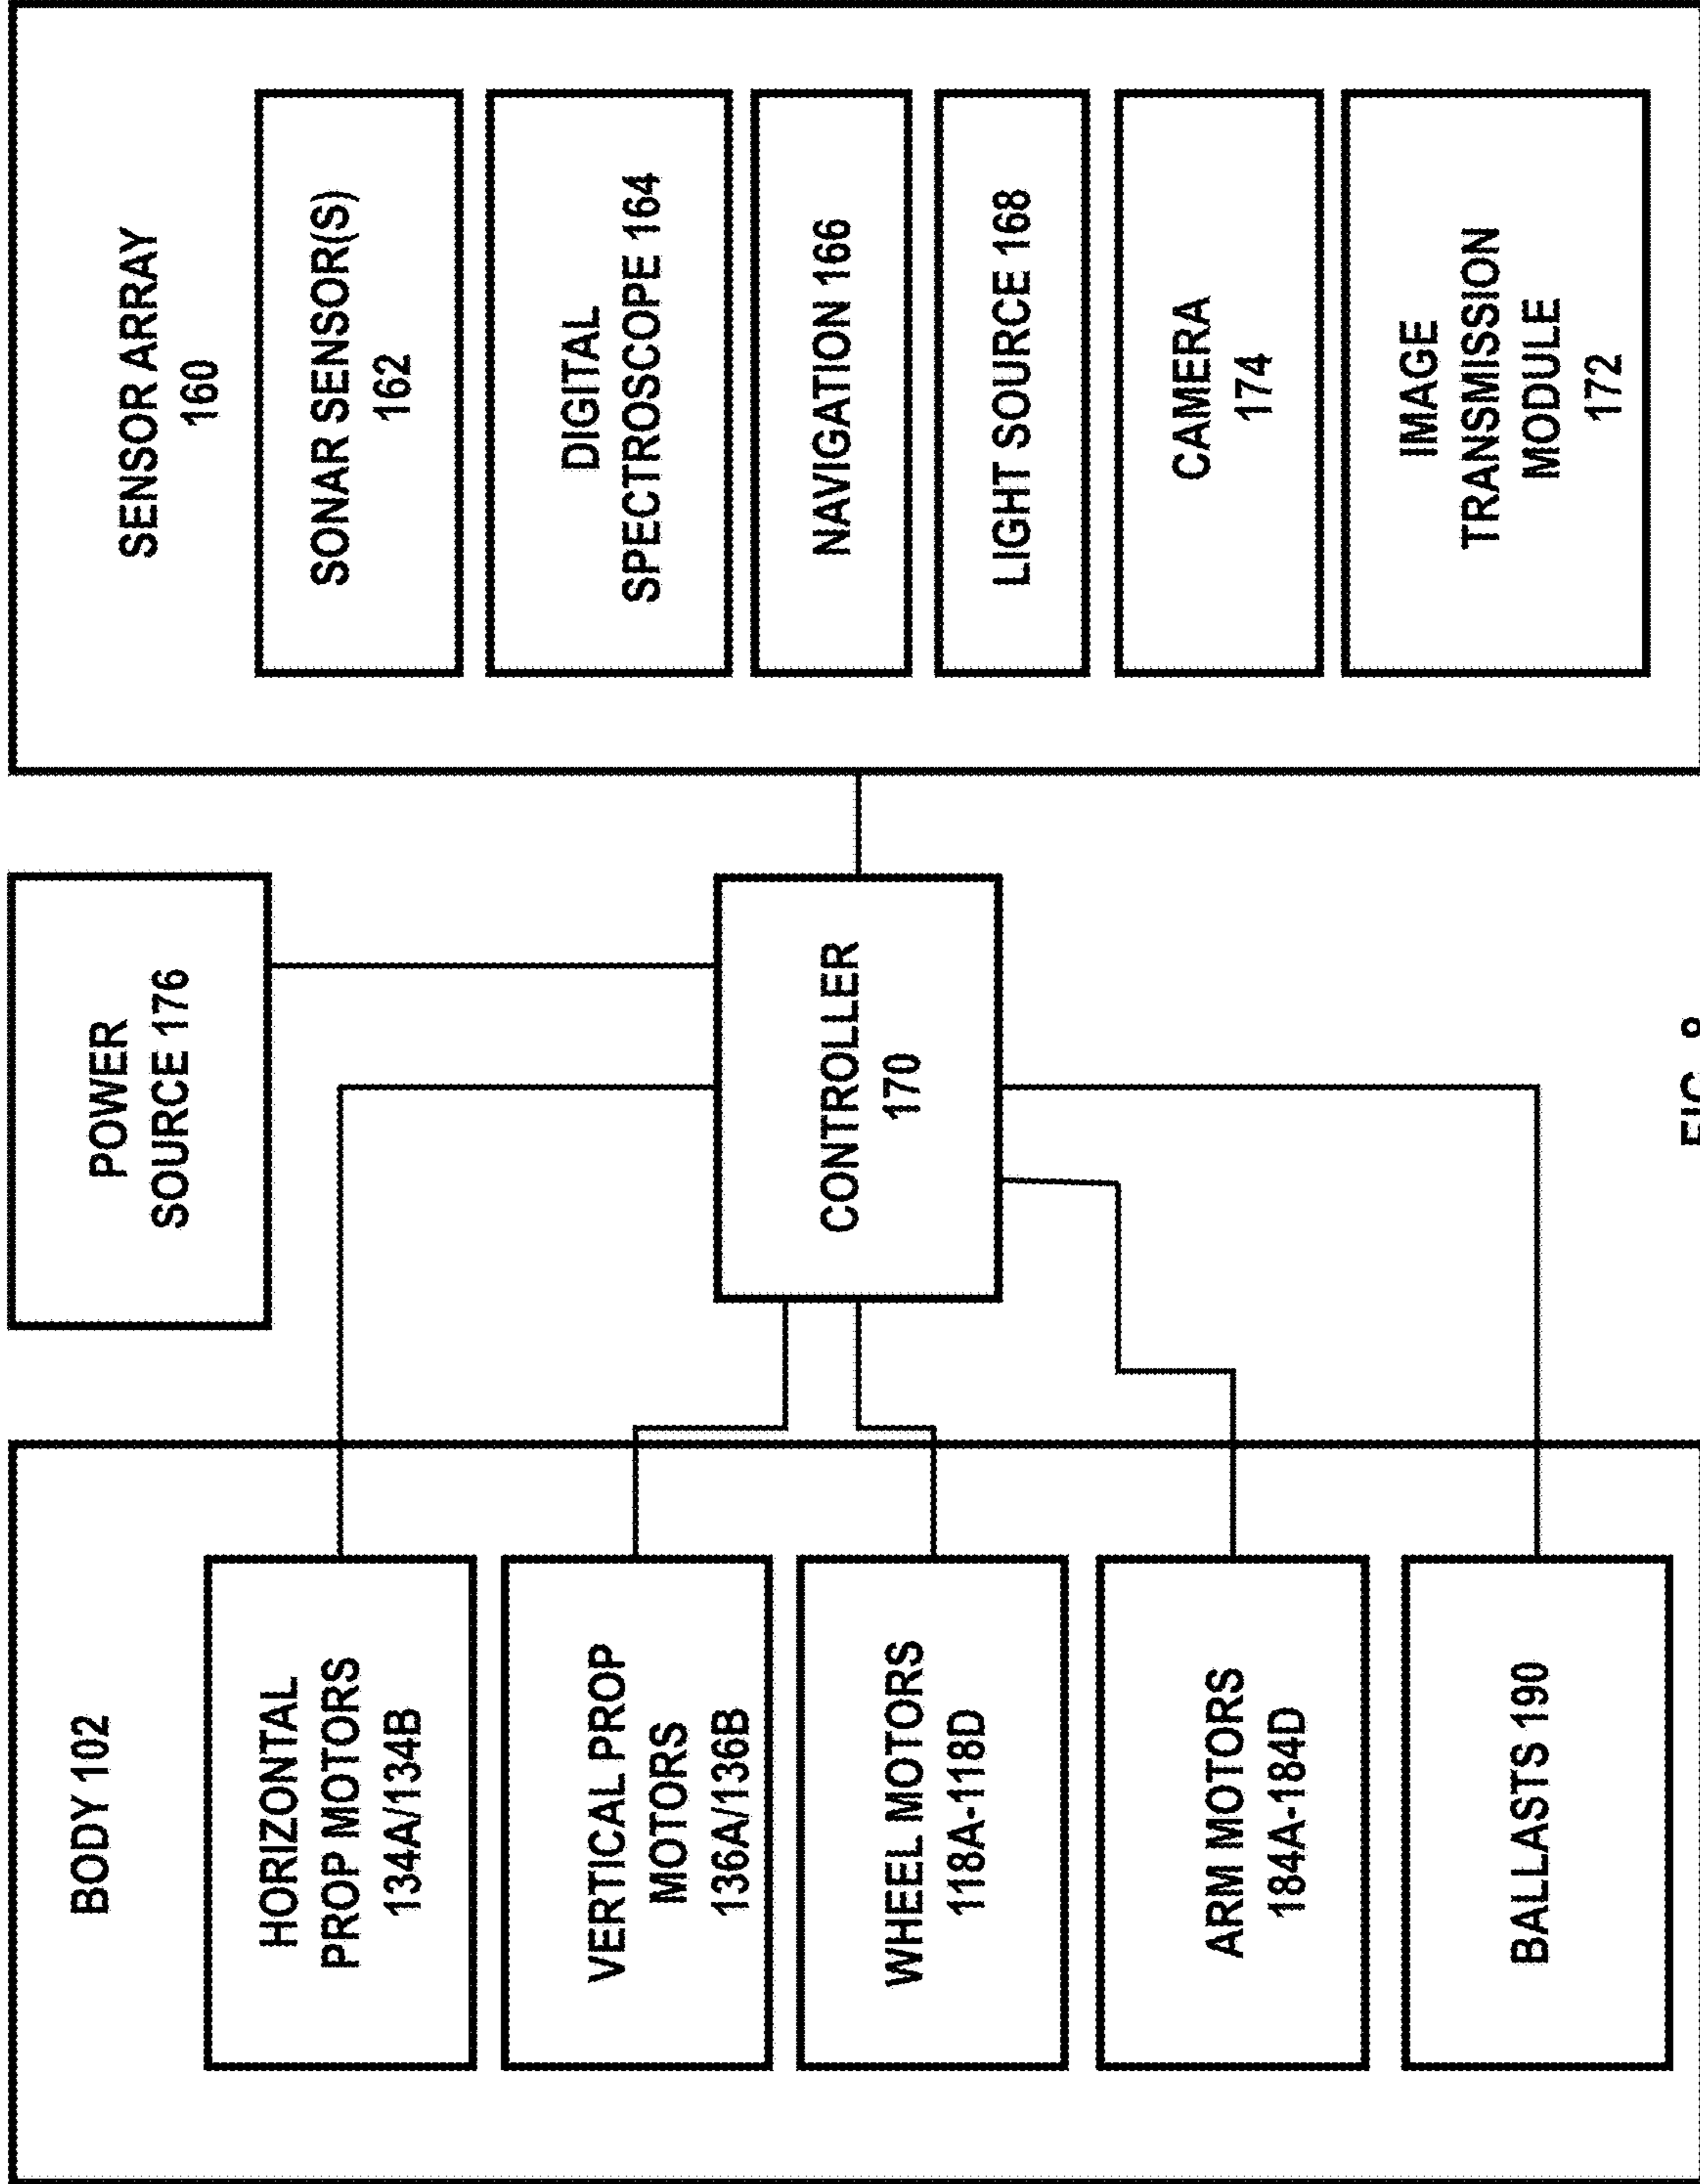 BODY 102
HORIZONTAL
PROP MOTORS
134A/134B
VERTICAL PROP
MOTORS
136A/136B
WHEEL MOTORS
118A-118D
ARM MOTORS
184A-184D
BALLASTS 190
POWER
SOURCE 176
CONTROLLER
170
SENSOR ARRAY
160
SONAR SENSOR(S)
162
DIGITAL
SPECTROSCOPE 164
NAVIGATION 166
LIGHT SOURCE 168
CAMERA
174
IMAGE
TRANSMISSION
MODULE
172
FIG. 8